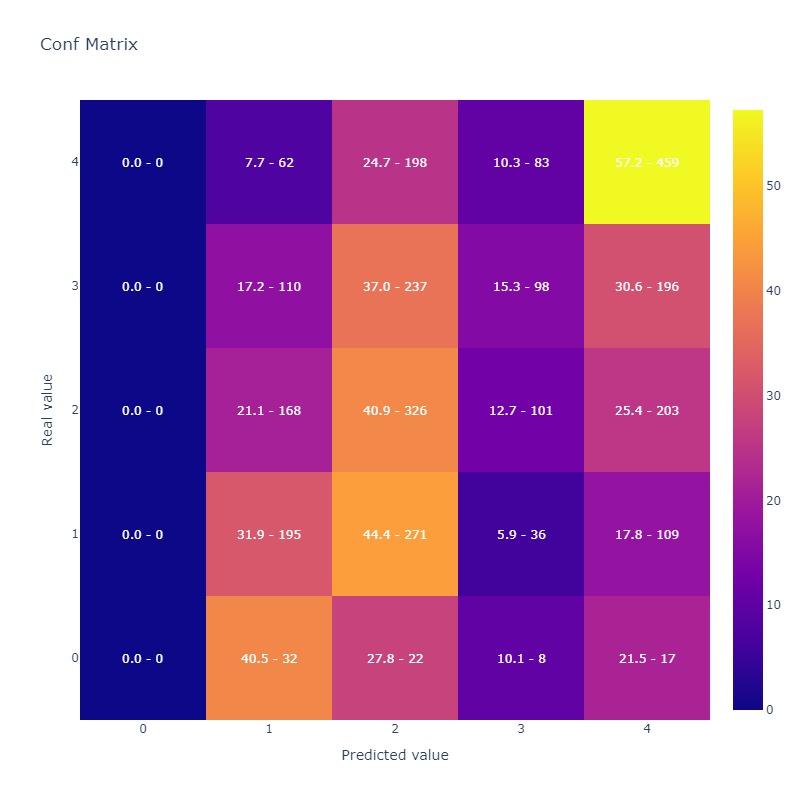 Conf Matrix
4 0.0 - 0 7.7 - 62 24.7 - 198 10.3 - 83 57.2 - 459
50
3 0.0 - 0 17.2 - 110 37.0 - 237 15.3 - 98 30.6 - 196
40
30
Real value
2 0.0 - 0 21.1 - 168 40.9 - 326 12.7 - 101 25.4 - 203
20
1 0.0 - 0 31.9 - 195 44.4 - 271 5.9 - 36 17.8 - 109
10
0 0.0 - 0 40.5 - 32 27.8 - 22 10.1 - 8 21.5 - 17
0
0 1 2 3 4
Predicted value